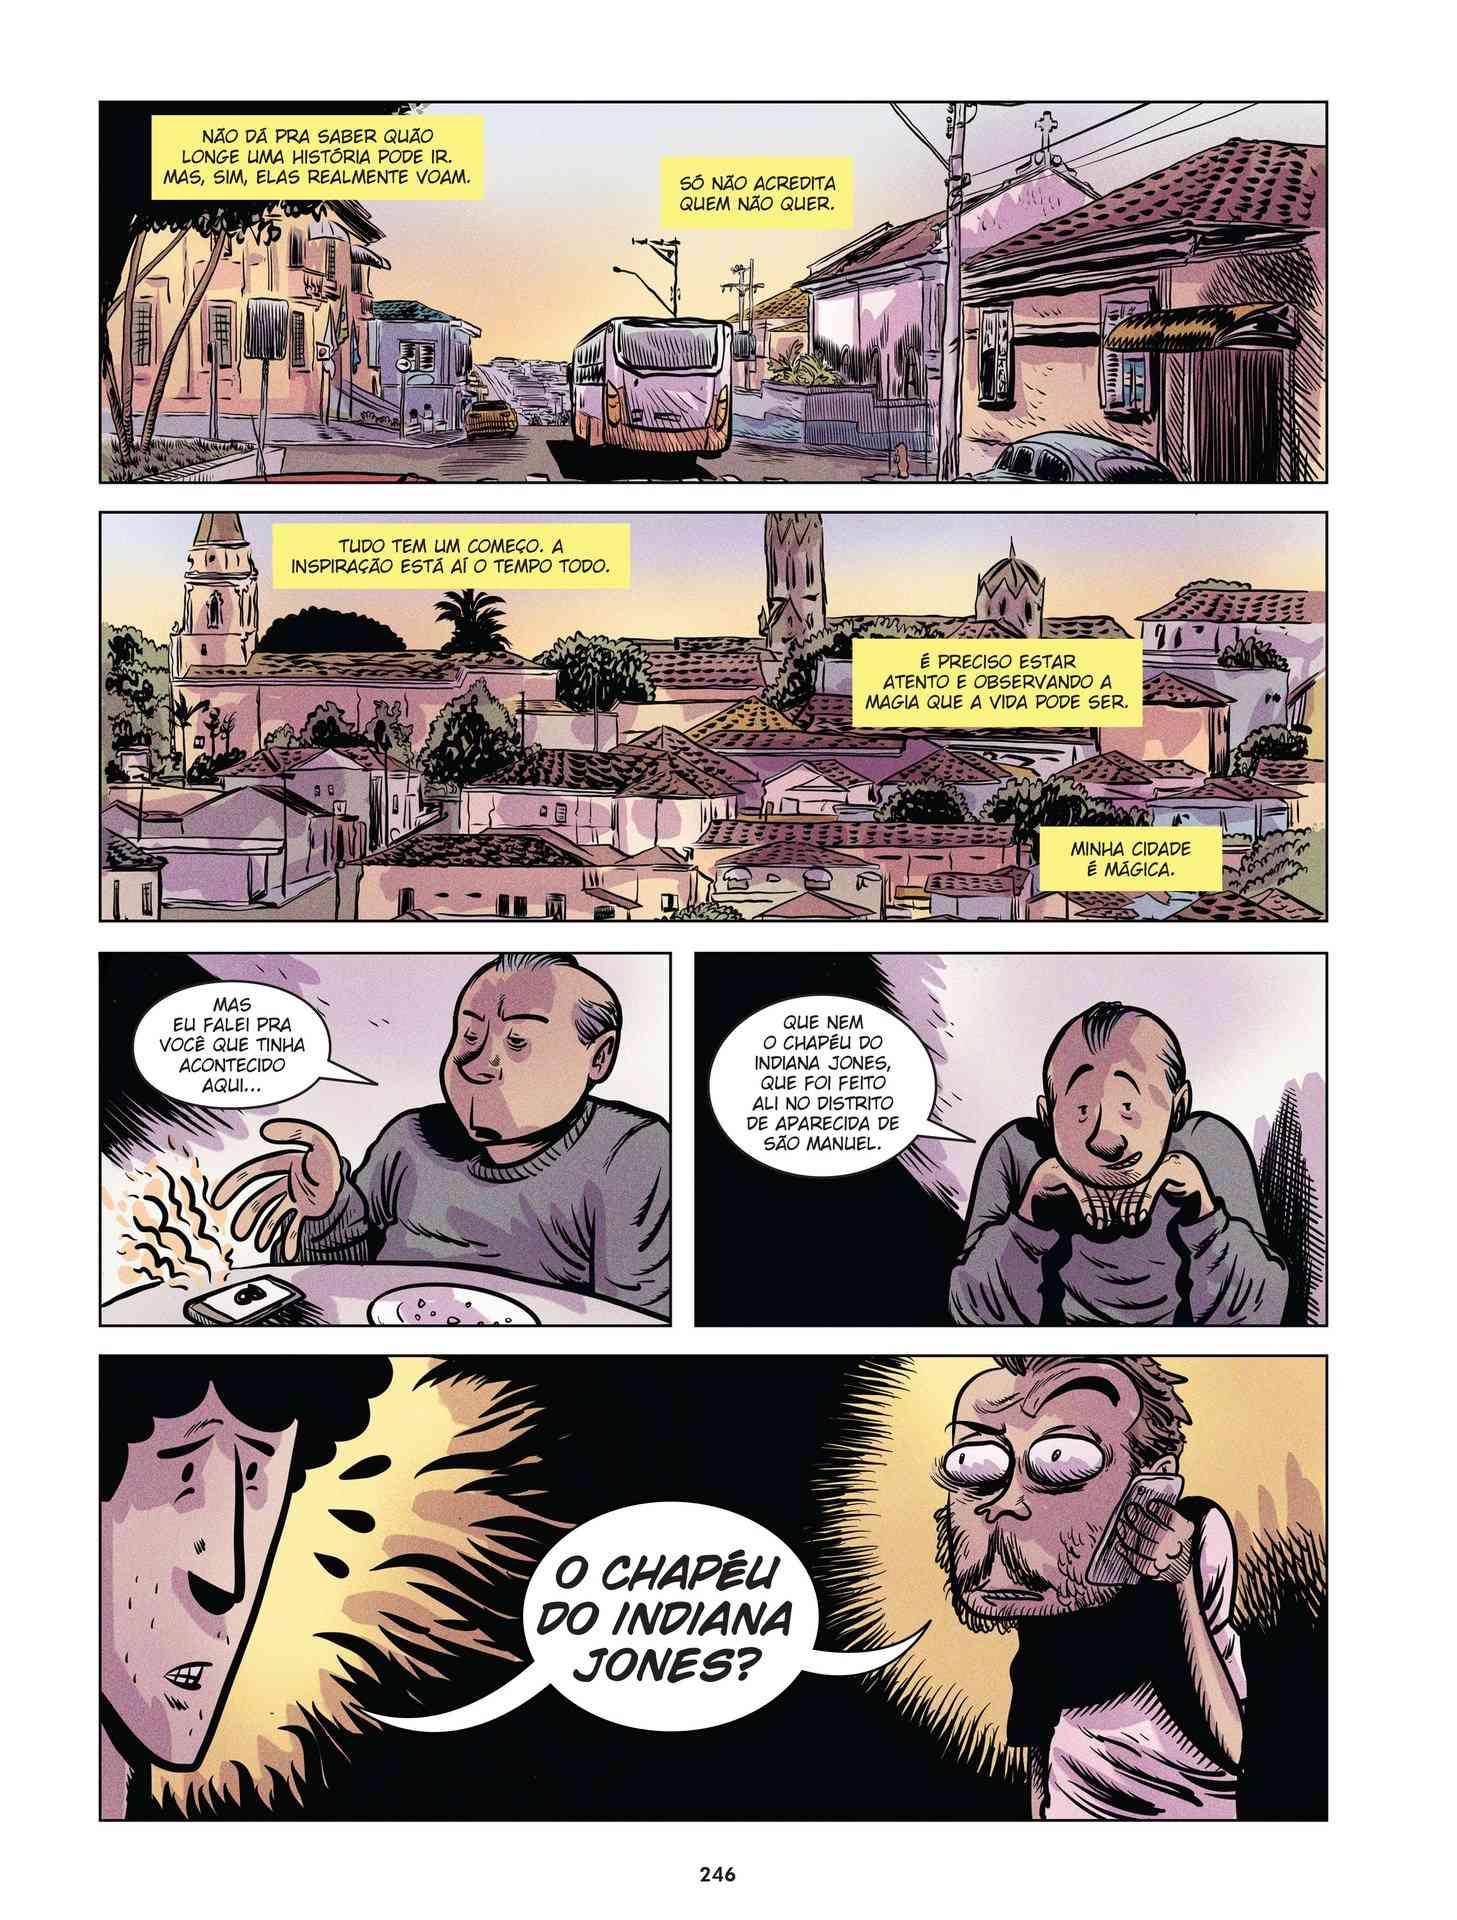 NÃO DÁ PRA SABER QUÃO
LONGE UMA HISTÓRIA PODE IR.
MAS, SIM, ELAS REALMENTE VOAM.
SÓ NÃO ACREDITA
QUEM NÃO QUER.
TUDO TEM UM COMEÇO. A
INSPIRAÇÃO ESTÁ AÍ O TEMPO TODO.
É PRECISO ESTAR
ATENTO E OBSERVANDO A
MAGIA QUE A VIDA PODE SER.
MINHA CIDADE
É MÁGICA.
MAS
EU FALEI PRA
VOCÊ QUE TINHA
ACONTECIDO
AQUI...
QUE NEM
O CHAPÉU DO
INDIANA JONES,
QUE FOI FEITO
ALI NO DISTRITO
DE APARECIDA DE
SÃO MANUEL.
O CHAPÉU
DO INDIANA
JONES?
246